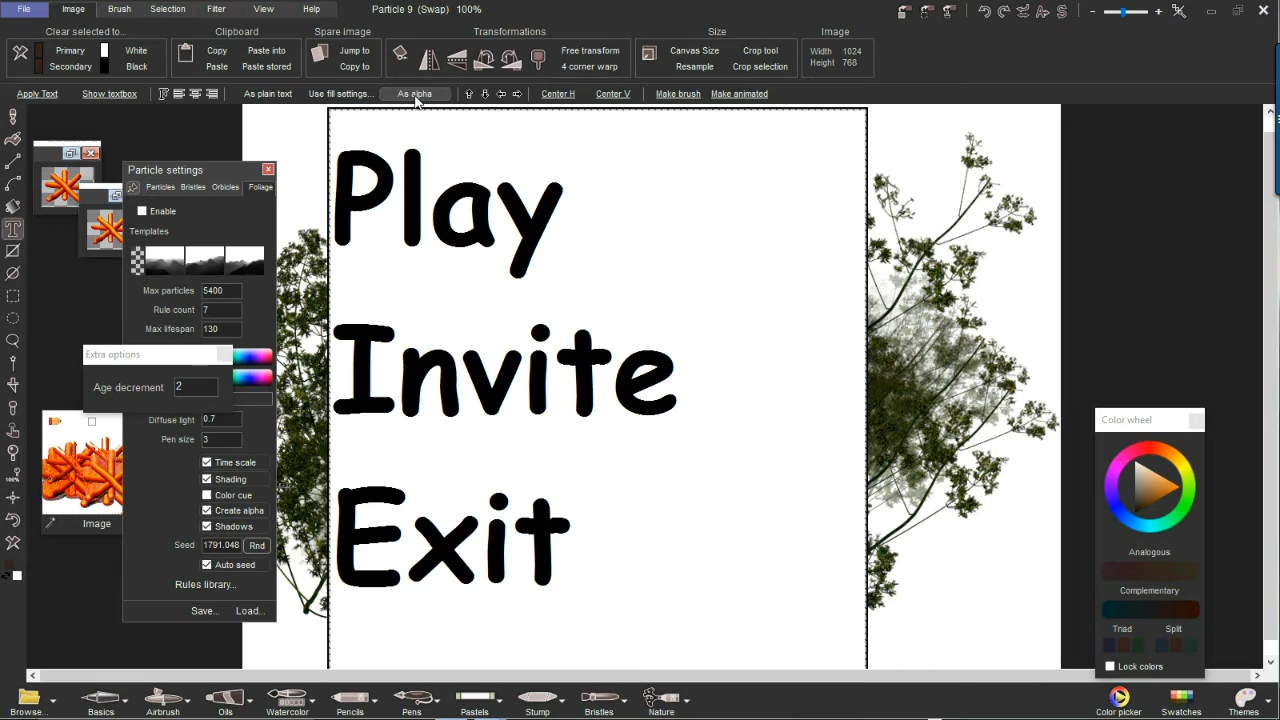 File Image Brush Selection Filter View Help Particle 9 (Swap) 100%
Clear selected to... Clipboard Spare image Transformations Size Image
Primary White Copy Paste into Jump to Free transform Canvas Size Crop tool Width 1024
Secondary Black Paste Paste stored Copy to 4 corner warp Resample Crop selection Height 768
Apply Text Show textbox As plain text Use fill settings... As alpha Center H Center V Make brush Make animated
Play
Invite
Exit
Particle settings
Particles Bristles Orbicles Foliage
Enable
Templates
Max particles 5400
Rule count 7
Max lifespan 130
Extra options
Age decrement 2
Diffuse light 0.7
Pen size 3
Time scale
Shading
Color cue
Create alpha
Shadows
Seed 1791.048 Rnd
Auto seed
Rules library...
Save... Load...
Image
100%
Color wheel
Analogous
Complementary
Triad Split
Lock colors
Browse... Basics Airbrush Oils Watercolor Pencils Pens Pastels Stump Bristles Nature Color picker Swatches Themes